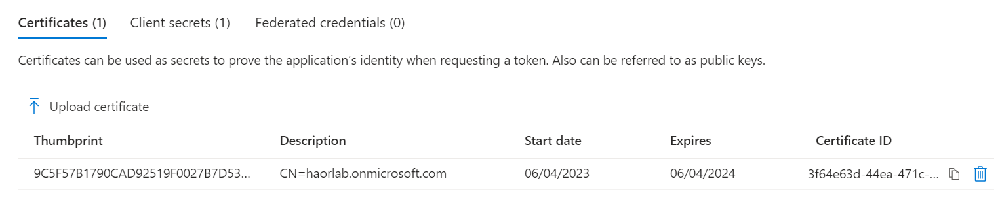 Certificates (1) Client secrets (1) Federated credentials (0)
Certificates can be used as secrets to prove the application's identity when requesting a token. Also can be referred to as public keys.
Upload certificate
Thumbprint Description Start date Expires Certificate ID
9C5F57B1790CAD92519F0027B7D53... CN=haorlab.onmicrosoft.com 06/04/2023 06/04/2024 3f64e63d-44ea-471c-...